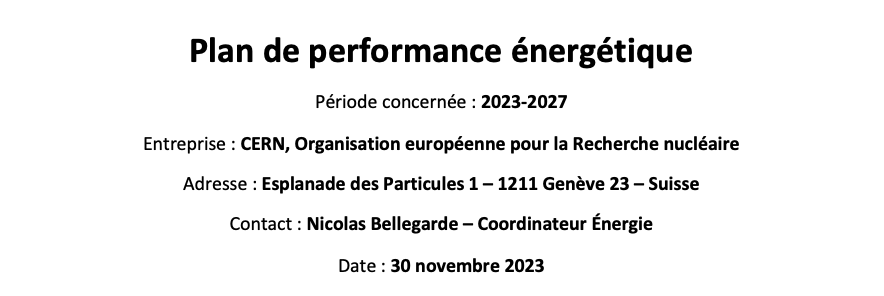 Plan de performance énergétique
Période concernée : 2023-2027
Entreprise : CERN, Organisation européenne pour la Recherche nucléaire
Adresse : Esplanade des Particules 1 – 1211 Genève 23 – Suisse
Contact : Nicolas Bellegarde – Coordinateur Énergie
Date : 30 novembre 2023